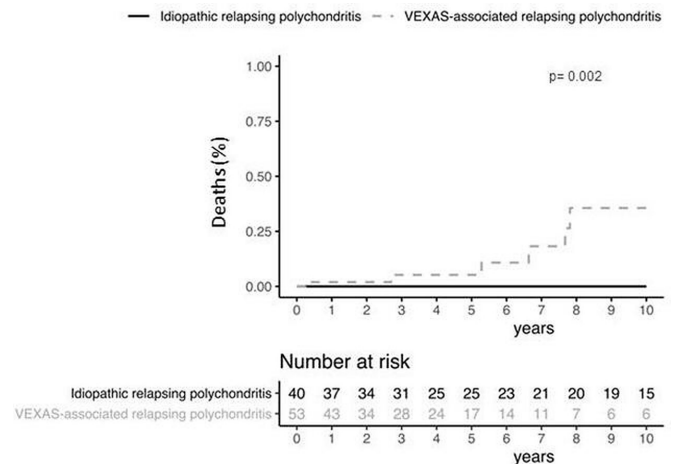 Idiopathic relapsing polychondritis VEXAS-associated relapsing polychondritis
1.00
p= 0.002
0.75
0.50
0.25
0.00
Deaths(%)
0 1 2 3 4 5 6 7 8 9 10
years
Number at risk
Idiopathic relapsing polychondritis 40 37 34 31 25 25 23 21 20 19 15
VEXAS-associated relapsing polychondritis 53 43 34 28 24 17 14 11 7 6 6
0 1 2 3 4 5 6 7 8 9 10
years